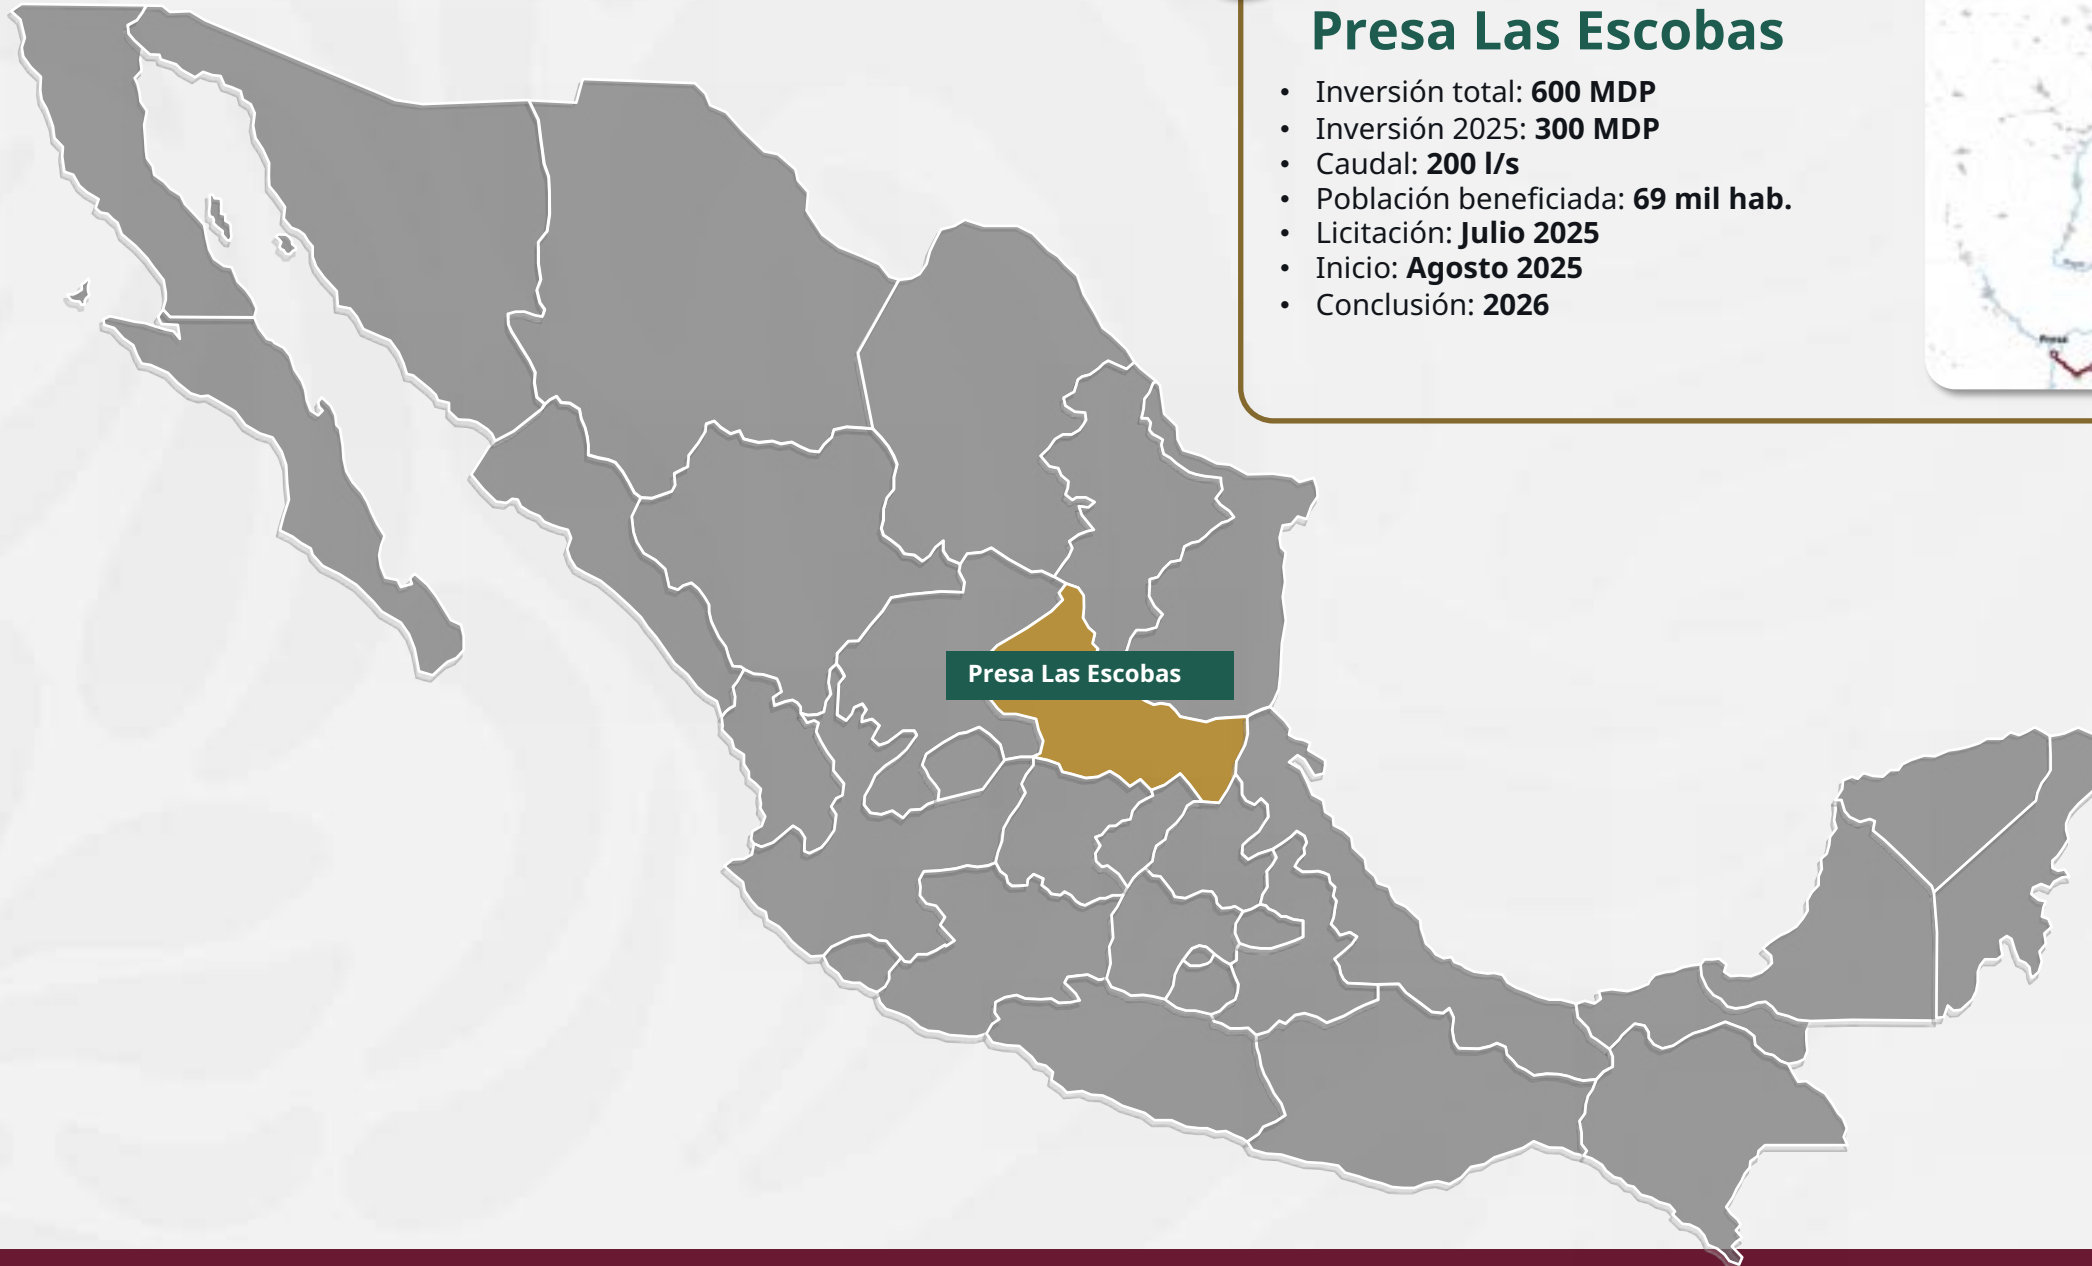 Presa Las Escobas
• Inversión total: 600 MDP
• Inversión 2025: 300 MDP
• Caudal: 200 l/s
• Población beneficiada: 69 mil hab.
• Licitación: Julio 2025
• Inicio: Agosto 2025
• Conclusión: 2026
Presa
Presa Las Escobas